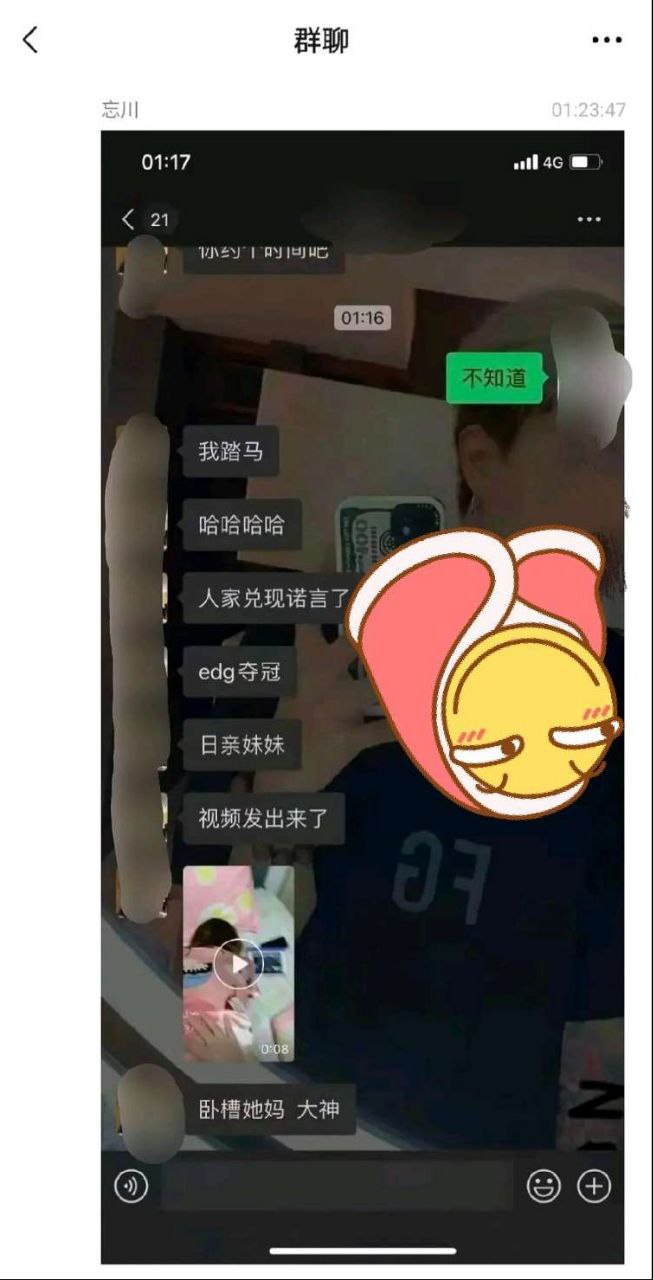 群聊
忘川
01:23:47
01:17
4G
21
你约个时间吧
01:16
不知道
我踏马
哈哈哈哈
人家兑现诺言了
edg夺冠
日亲妹妹
视频发出来了
0:08
卧槽她妈 大神